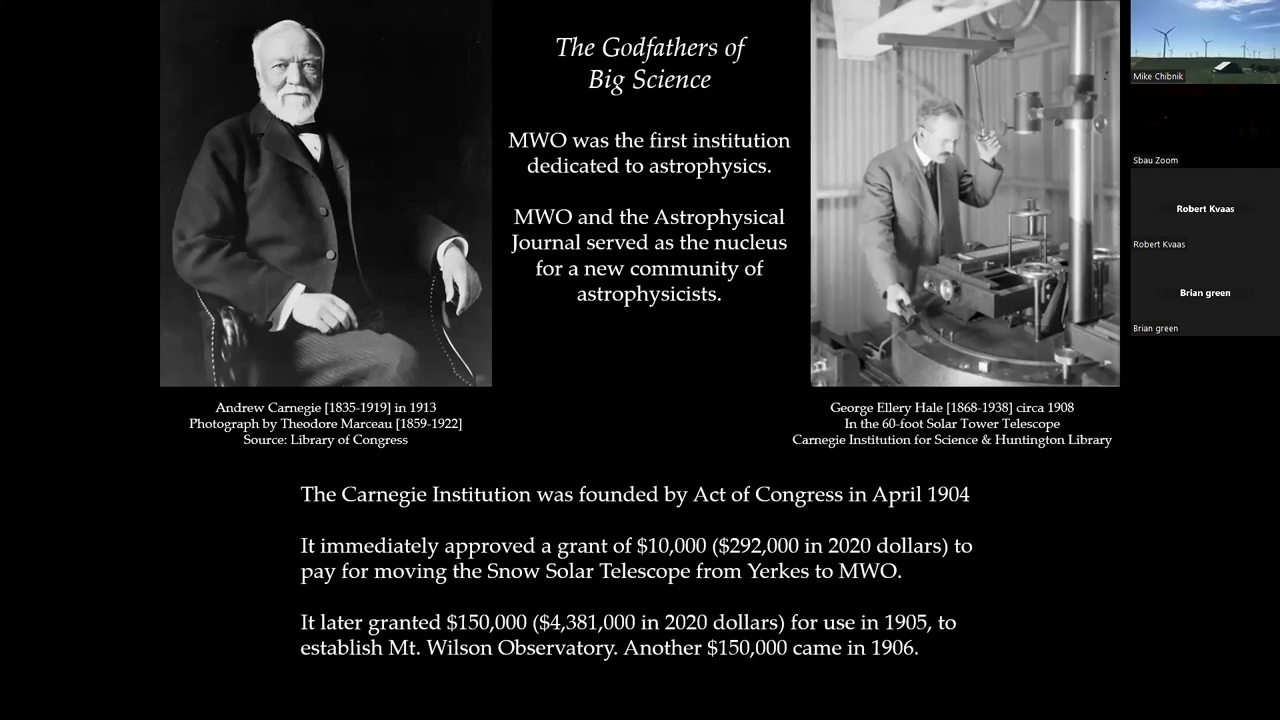 The Godfathers of
Big Science
MWO was the first institution
dedicated to astrophysics.
MWO and the Astrophysical
Journal served as the nucleus
for a new community of
astrophysicists.
Andrew Carnegie [1835-1919] in 1913
Photograph by Theodore Marceau [1859-1922]
Source: Library of Congress
George Ellery Hale [1868-1938] circa 1908
In the 60-foot Solar Tower Telescope
Carnegie Institution for Science & Huntington Library
The Carnegie Institution was founded by Act of Congress in April 1904
It immediately approved a grant of $10,000 ($292,000 in 2020 dollars) to
pay for moving the Snow Solar Telescope from Yerkes to MWO.
It later granted $150,000 ($4,381,000 in 2020 dollars) for use in 1905, to
establish Mt. Wilson Observatory. Another $150,000 came in 1906.
Mike Chibnik
Sbau Zoom
Robert Kvaas
Robert Kvaas
Brian green
Brian green